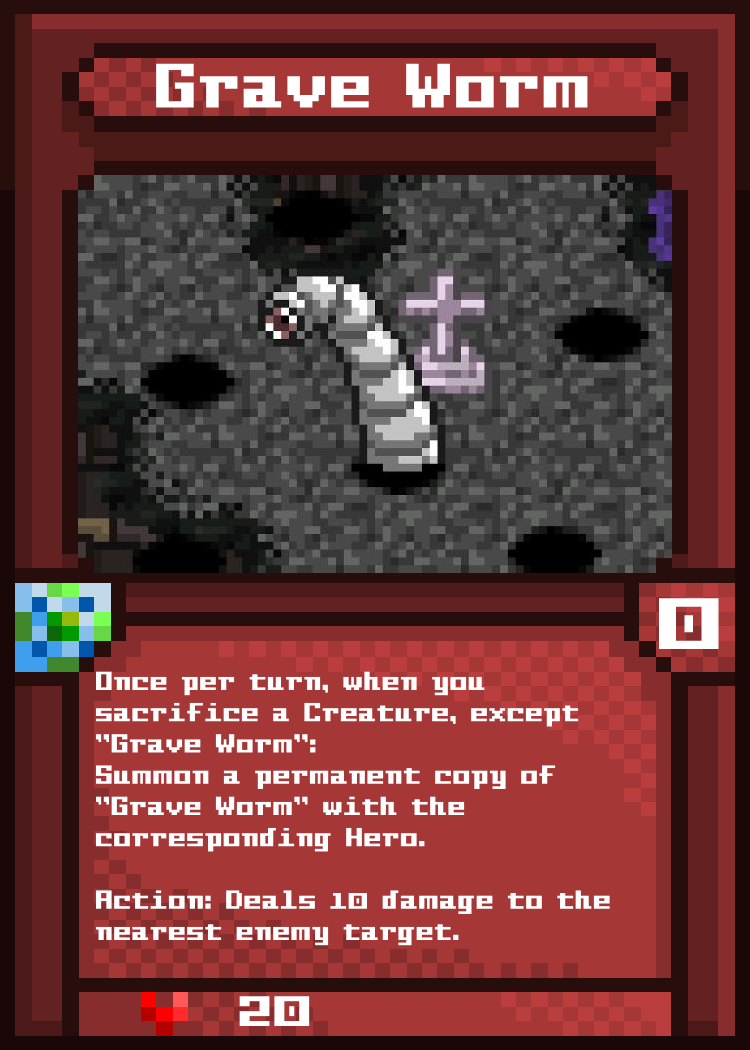 Grave Worm
0
Once per turn, when you
sacrifice a Creature, except
"Grave Worm":
Summon a permanent copy of
"Grave Worm" with the
corresponding Hero.
Action: Deals 10 damage to the
nearest enemy target.
20